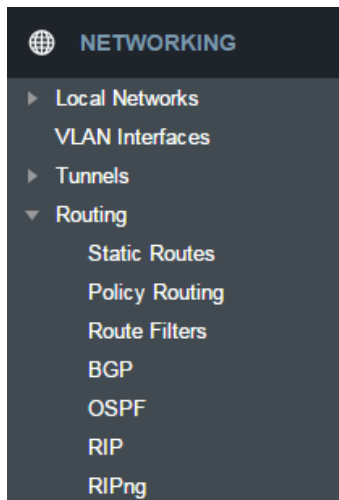 NETWORKING
Local Networks
VLAN Interfaces
Tunnels
Routing
Static Routes
Policy Routing
Route Filters
BGP
OSPF
RIP
RIPng